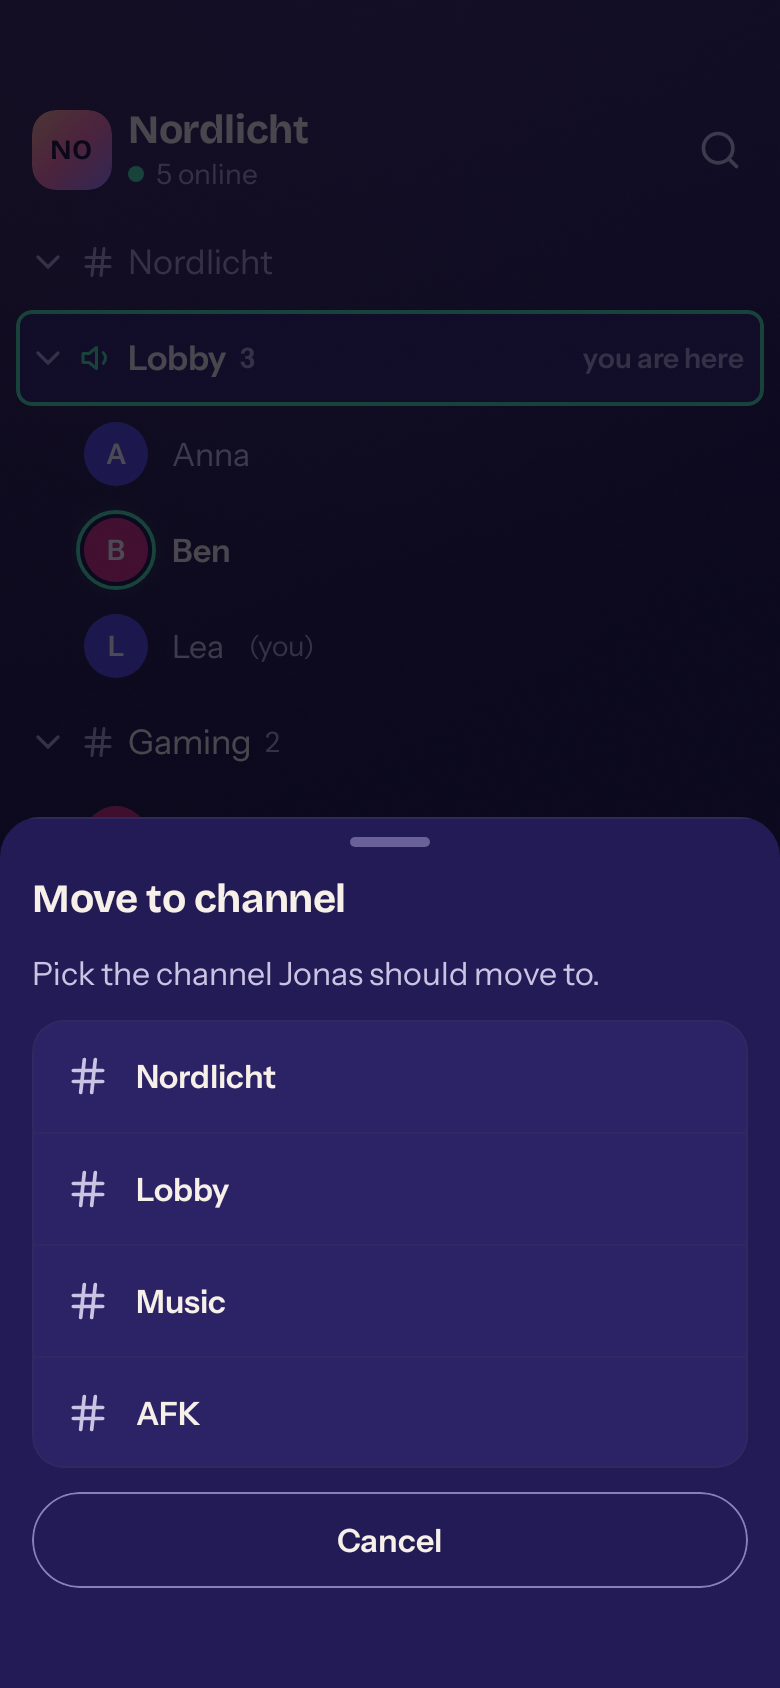 NO
Nordlicht
5 online
# Nordlicht
Lobby 3 you are here
A Anna
B Ben
L Lea (you)
# Gaming 2
Move to channel
Pick the channel Jonas should move to.
# Nordlicht
# Lobby
# Music
# AFK
Cancel